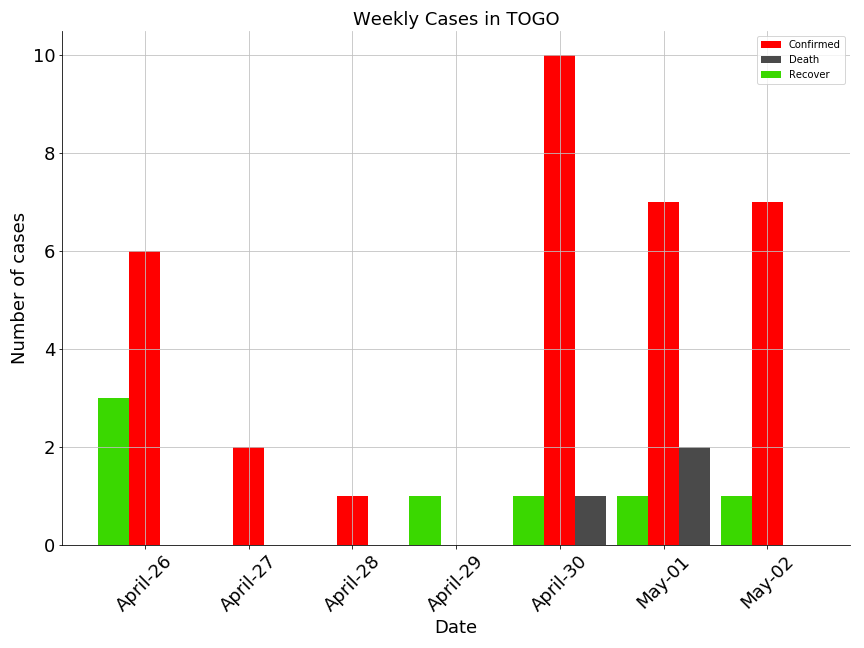 Weekly Cases in TOGO
Confirmed
Death
Recover
Number of cases
10
8
6
4
2
0
April-26
April-27
April-28
April-29
April-30
May-01
May-02
Date